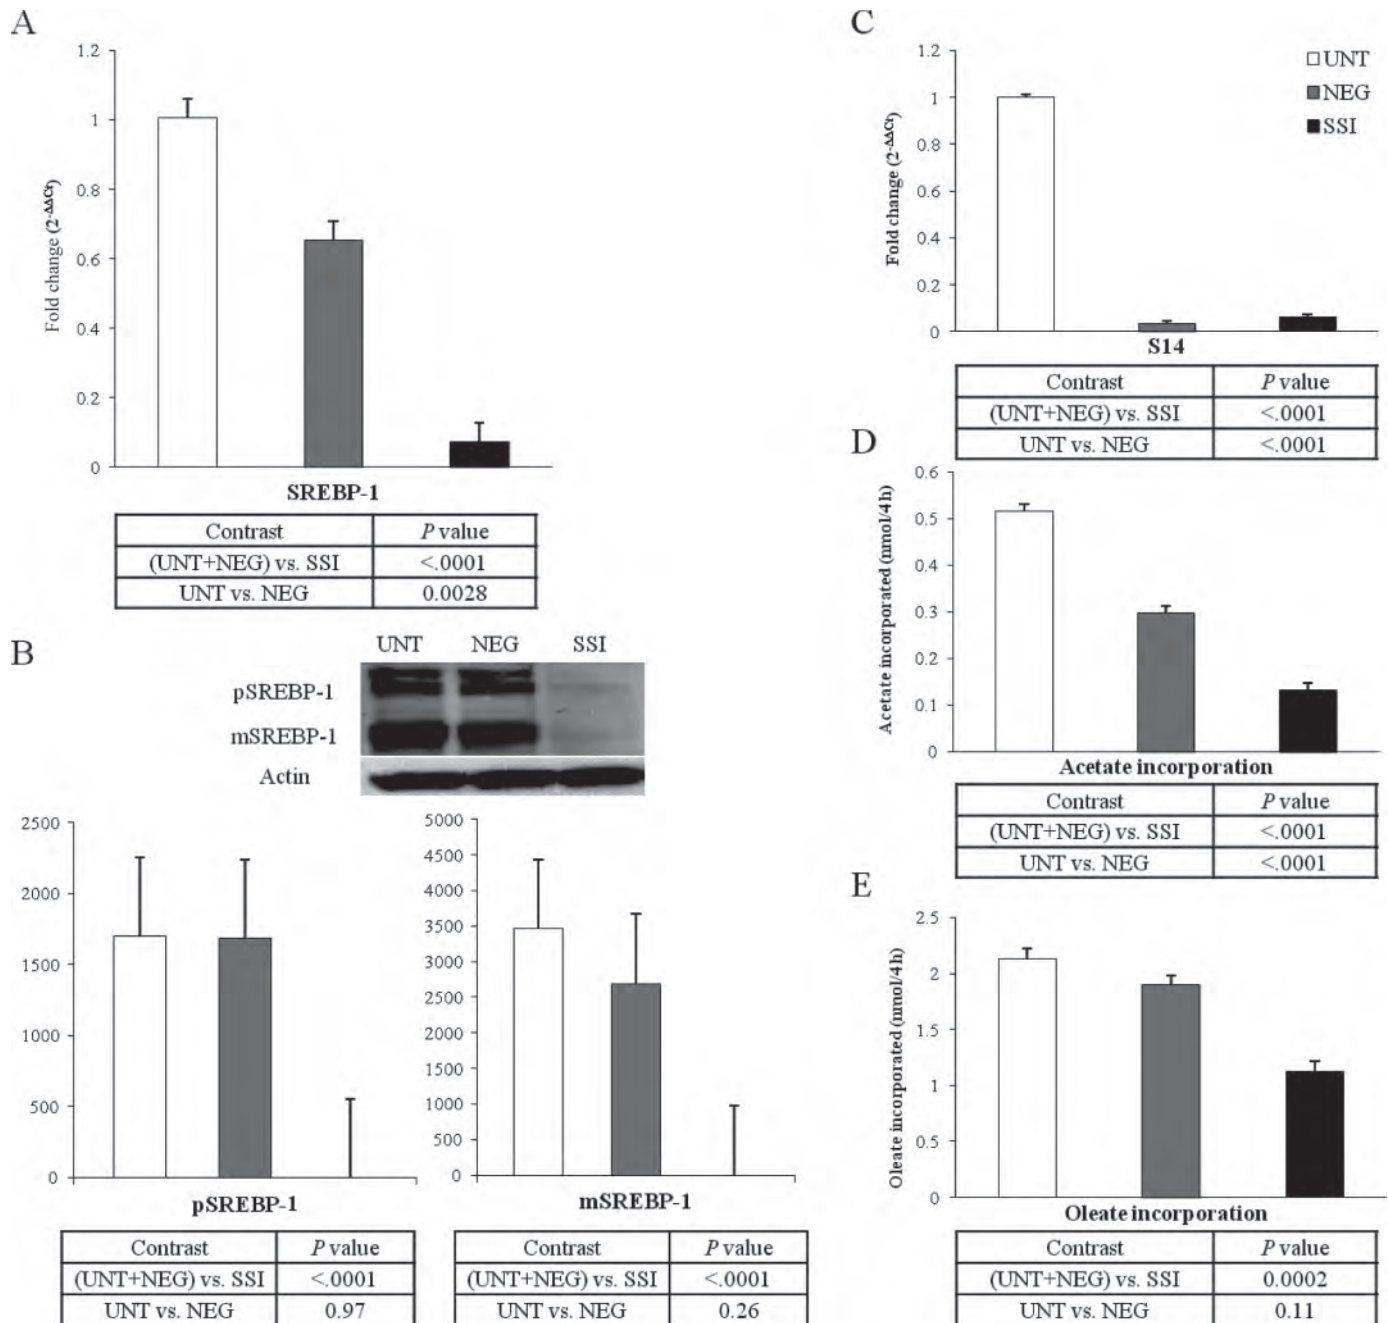 A
1.2
1
0.8
0.6
0.4
0.2
0
Fold change (2-ΔΔCt)
SREBP-1
Contrast P value
(UNT+NEG) vs. SSI <.0001
UNT vs. NEG 0.0028
B
UNT NEG SSI
pSREBP-1
mSREBP-1
Actin
2500
2000
1500
1000
500
0
pSREBP-1
Contrast P value
(UNT+NEG) vs. SSI <.0001
UNT vs. NEG 0.97
5000
4500
4000
3500
3000
2500
2000
1500
1000
500
0
mSREBP-1
Contrast P value
(UNT+NEG) vs. SSI <.0001
UNT vs. NEG 0.26
C
1.2
1
0.8
0.6
0.4
0.2
0
Fold change (2-ΔΔCt)
UNT
NEG
SSI
S14
Contrast P value
(UNT+NEG) vs. SSI <.0001
UNT vs. NEG <.0001
D
0.6
0.5
0.4
0.3
0.2
0.1
0
Acetate incorporated (nmol/4h)
Acetate incorporation
Contrast P value
(UNT+NEG) vs. SSI <.0001
UNT vs. NEG <.0001
E
2.5
2
1.5
1
0.5
0
Oleate incorporated (nmol/4h)
Oleate incorporation
Contrast P value
(UNT+NEG) vs. SSI 0.0002
UNT vs. NEG 0.11